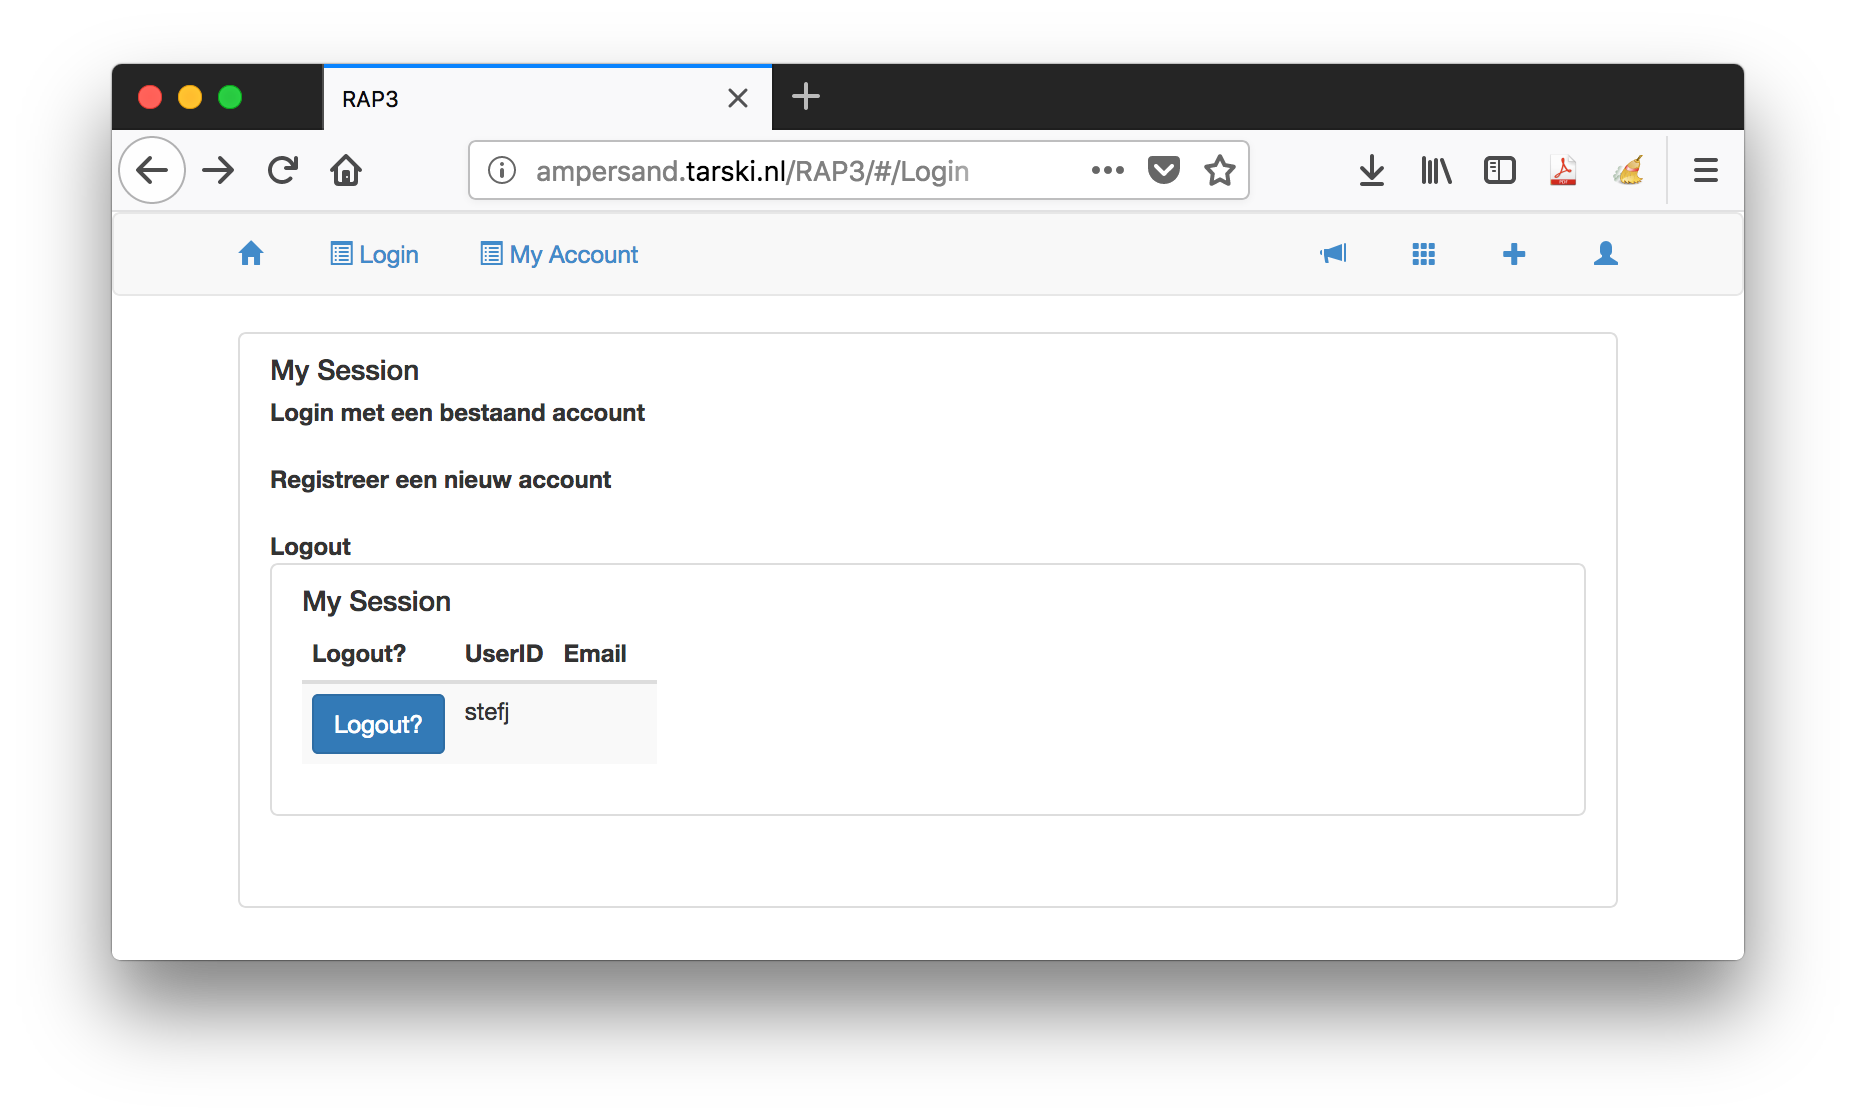 RAP3
ampersand.tarski.nl/RAP3/#/Login
Login My Account
My Session
Login met een bestaand account
Registreer een nieuw account
Logout
My Session
Logout? UserID Email
Logout? stefj